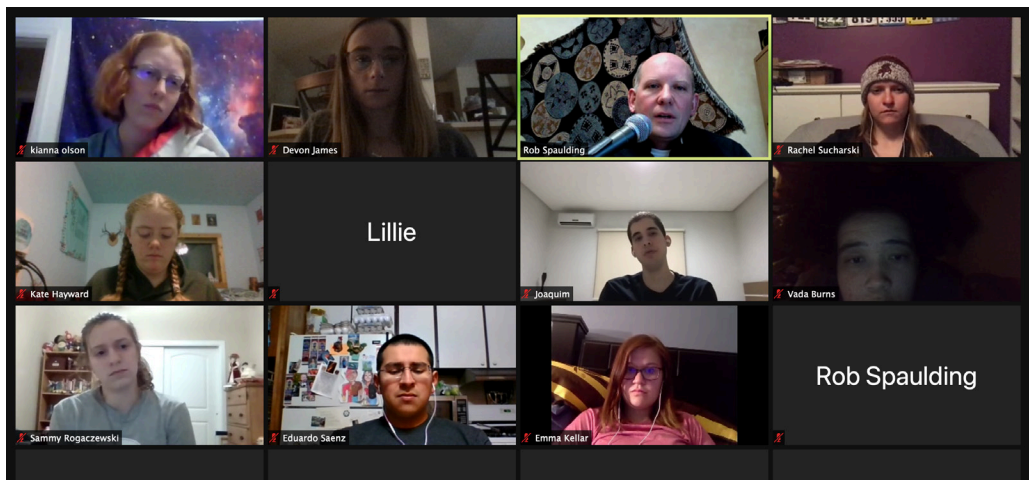 kianna olson
Devon James
Rob Spaulding
Rachel Sucharski
Kate Hayward
Lillie
Joaquim
Vada Burns
Sammy Rogaczewski
Eduardo Saenz
Emma Kellar
Rob Spaulding